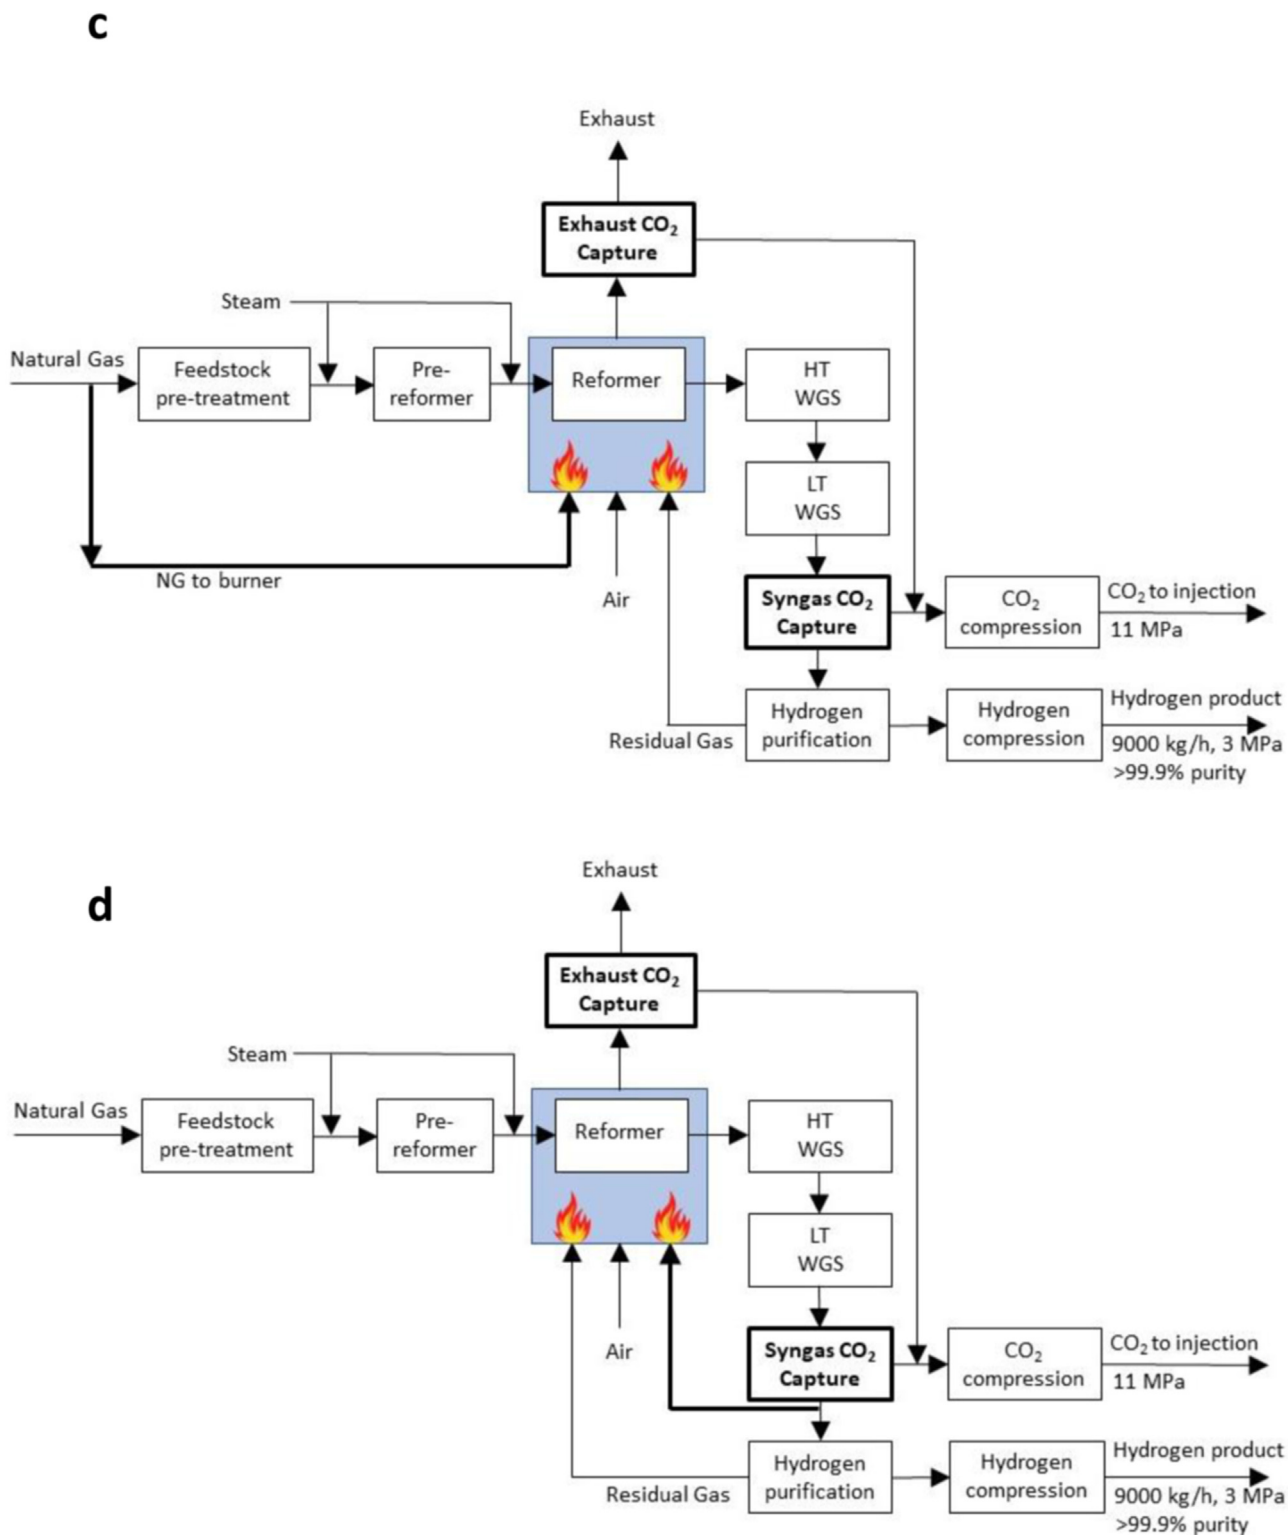 c
Exhaust
Exhaust CO₂
Capture
Steam
Natural Gas
Feedstock
pre-treatment
Pre-
reformer
Reformer
HT
WGS
LT
WGS
NG to burner
Air
Syngas CO₂
Capture
CO₂
compression
CO₂ to injection
11 MPa
Residual Gas
Hydrogen
purification
Hydrogen
compression
Hydrogen product
9000 kg/h, 3 MPa
>99.9% purity
d
Exhaust
Exhaust CO₂
Capture
Steam
Natural Gas
Feedstock
pre-treatment
Pre-
reformer
Reformer
HT
WGS
LT
WGS
Air
Syngas CO₂
Capture
CO₂
compression
CO₂ to injection
11 MPa
Residual Gas
Hydrogen
purification
Hydrogen
compression
Hydrogen product
9000 kg/h, 3 MPa
>99.9% purity